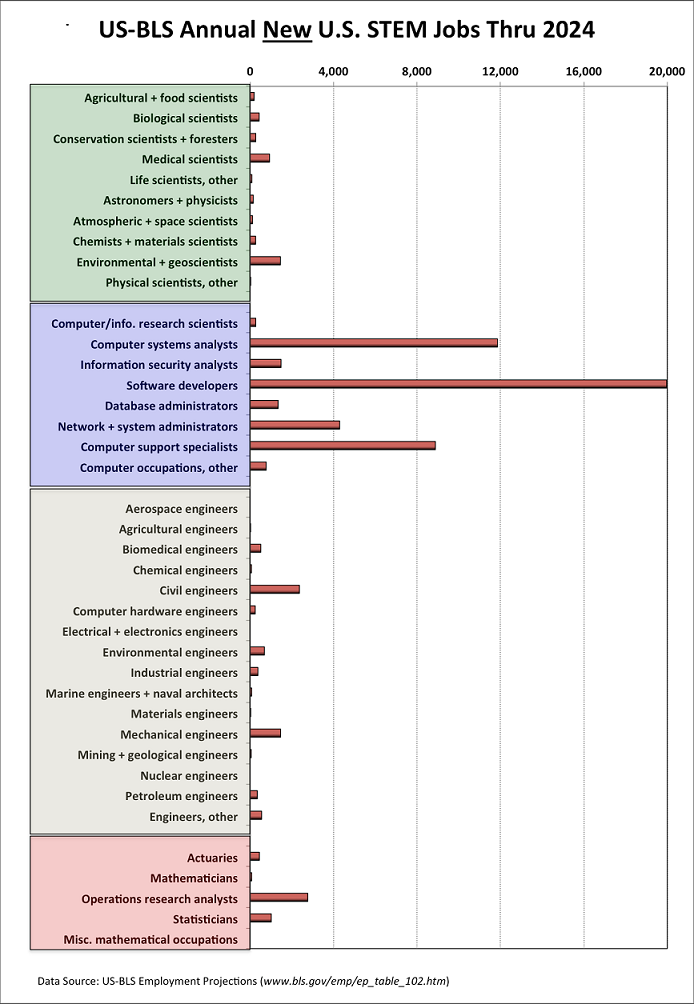 US-BLS Annual New U.S. STEM Jobs Thru 2024
0 4,000 8,000 12,000 16,000 20,000
Agricultural + food scientists
Biological scientists
Conservation scientists + foresters
Medical scientists
Life scientists, other
Astronomers + physicists
Atmospheric + space scientists
Chemists + materials scientists
Environmental + geoscientists
Physical scientists, other
Computer/info. research scientists
Computer systems analysts
Information security analysts
Software developers
Database administrators
Network + system administrators
Computer support specialists
Computer occupations, other
Aerospace engineers
Agricultural engineers
Biomedical engineers
Chemical engineers
Civil engineers
Computer hardware engineers
Electrical + electronics engineers
Environmental engineers
Industrial engineers
Marine engineers + naval architects
Materials engineers
Mechanical engineers
Mining + geological engineers
Nuclear engineers
Petroleum engineers
Engineers, other
Actuaries
Mathematicians
Operations research analysts
Statisticians
Misc. mathematical occupations
Data Source: US-BLS Employment Projections (www.bls.gov/emp/ep_table_102.htm)